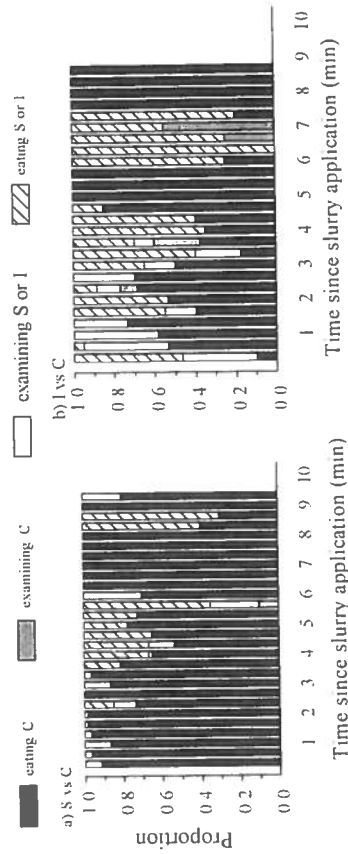 eating C
examining C
examining S or I
eating S or I
a) S vs C
Proportion
1 0
0 8
0 6
0 4
0 2
0 0
1 2 3 4 5 6 7 8 9 10
Time since slurry application (min)
b) I vs C
1 0
0 8
0 6
0 4
0 2
0 0
1 2 3 4 5 6 7 8 9 10
Time since slurry application (min)